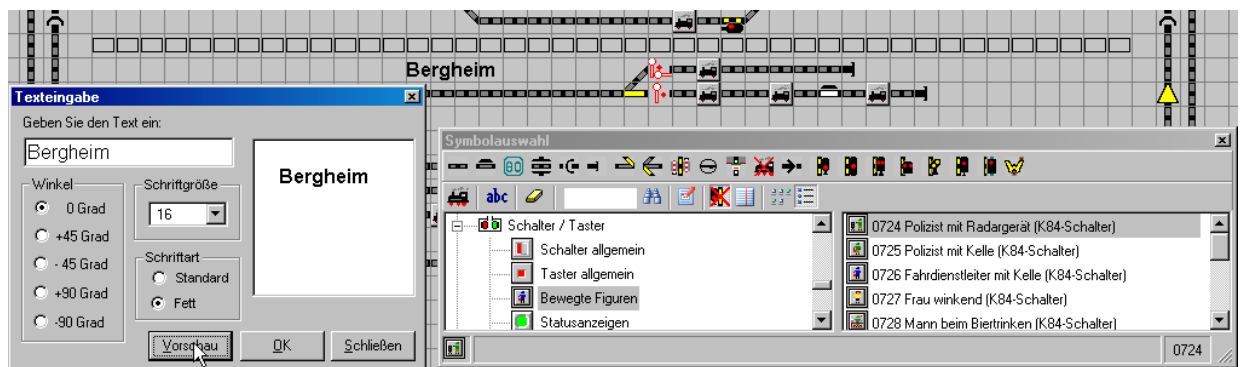 Bergheim
Texteingabe
Geben Sie den Text ein:
Bergheim
Winkel
0 Grad
+45 Grad
- 45 Grad
+90 Grad
-90 Grad
Schriftgröße
16
Schriftart
Standard
Fett
Bergheim
Vorschau
OK
Schließen
Symbolauswahl
80
abc
Schalter / Taster
Schalter allgemein
Taster allgemein
Bewegte Figuren
Statusanzeigen
0724 Polizist mit Radargerät (K84-Schalter)
0725 Polizist mit Kelle (K84-Schalter)
0726 Fahrdienstleiter mit Kelle (K84-Schalter)
0727 Frau winkend (K84-Schalter)
0728 Mann beim Biertrinken (K84-Schalter)
0724